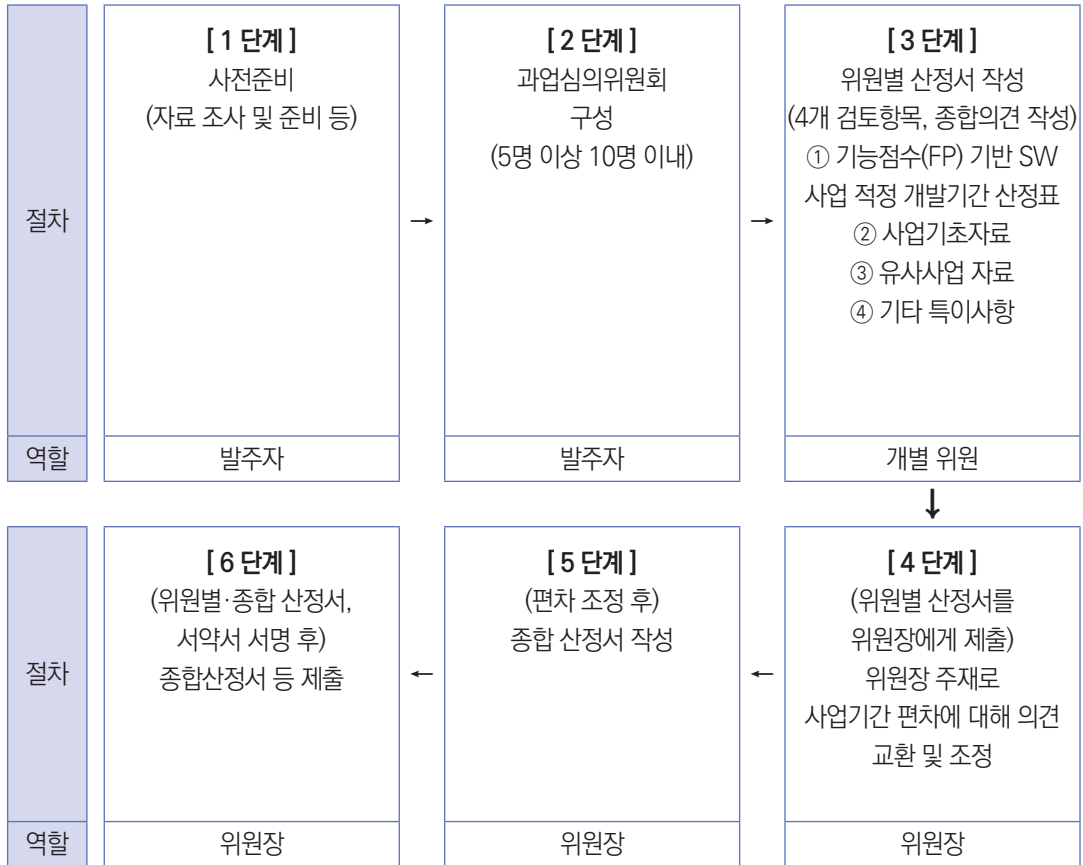 절차
[ 1 단계 ]
사전준비
(자료 조사 및 준비 등)
→
[ 2 단계 ]
과업심의위원회
구성
(5명 이상 10명 이내)
→
[ 3 단계 ]
위원별 산정서 작성
(4개 검토항목, 종합의견 작성)
① 기능점수(FP) 기반 SW
사업 적정 개발기간 산정표
② 사업기초자료
③ 유사사업 자료
④ 기타 특이사항
역할
발주자
발주자
개별 위원
↓
절차
[ 6 단계 ]
(위원별·종합 산정서,
서약서 서명 후)
종합산정서 등 제출
←
[ 5 단계 ]
(편차 조정 후)
종합 산정서 작성
←
[ 4 단계 ]
(위원별 산정서를
위원장에게 제출)
위원장 주재로
사업기간 편차에 대해 의견
교환 및 조정
역할
위원장
위원장
위원장